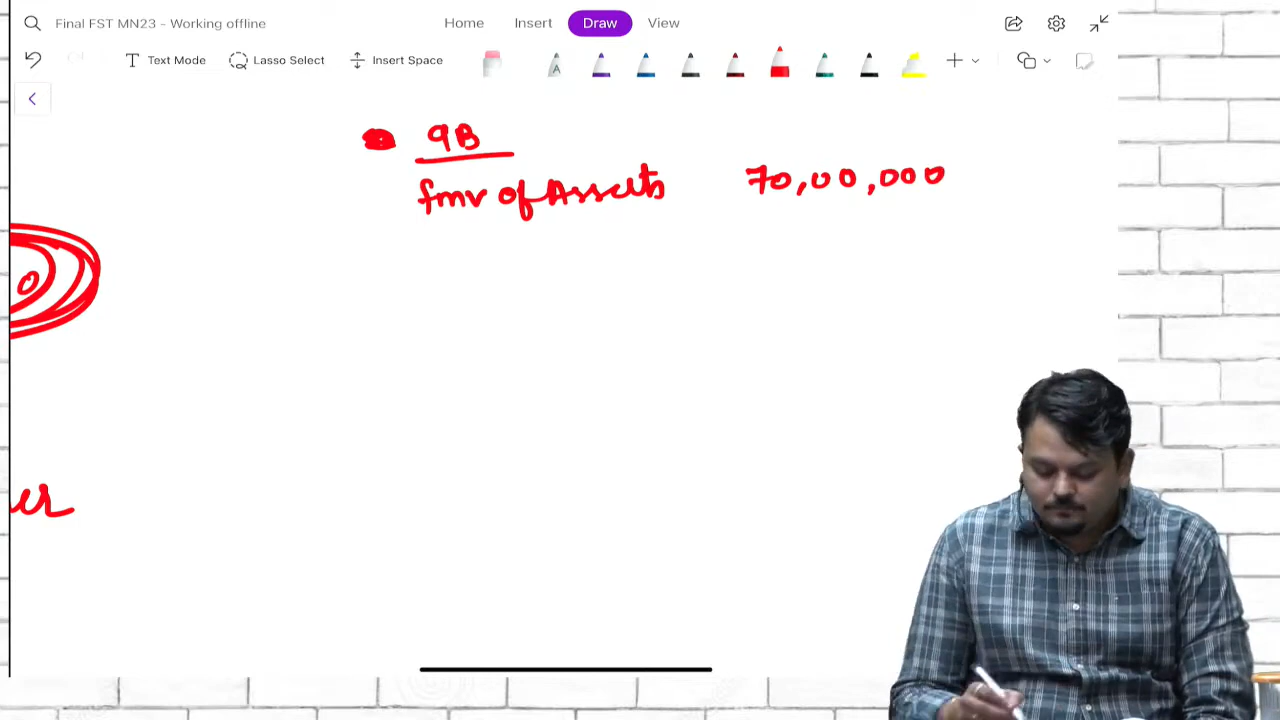 Final FST MN23 - Working offline
Home Insert Draw View
Text Mode Lasso Select Insert Space
A
9B
fmv of Assets 70,00,000
er